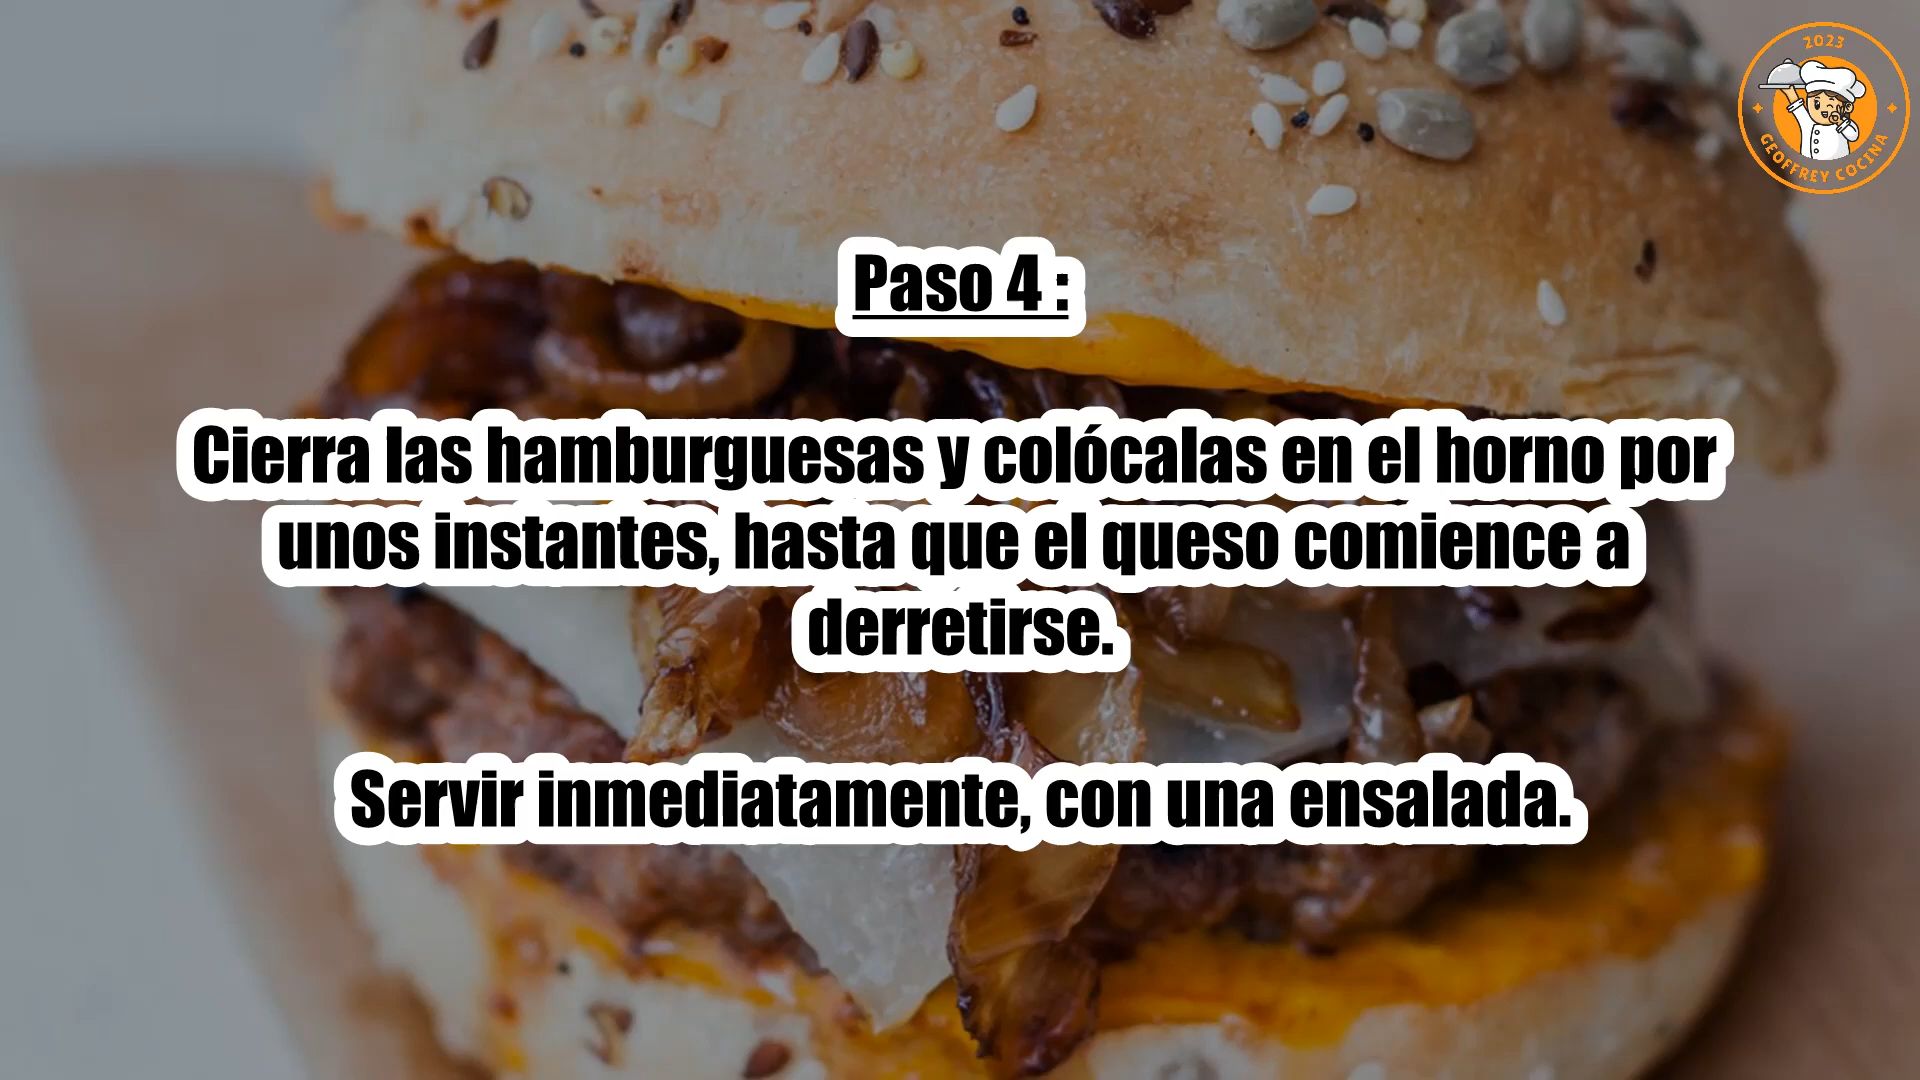 2023
GEOFFREY COCINA
Paso 4 :
Cierra las hamburguesas y colócalas en el horno por
unos instantes, hasta que el queso comience a
derretirse.
Servir inmediatamente, con una ensalada.